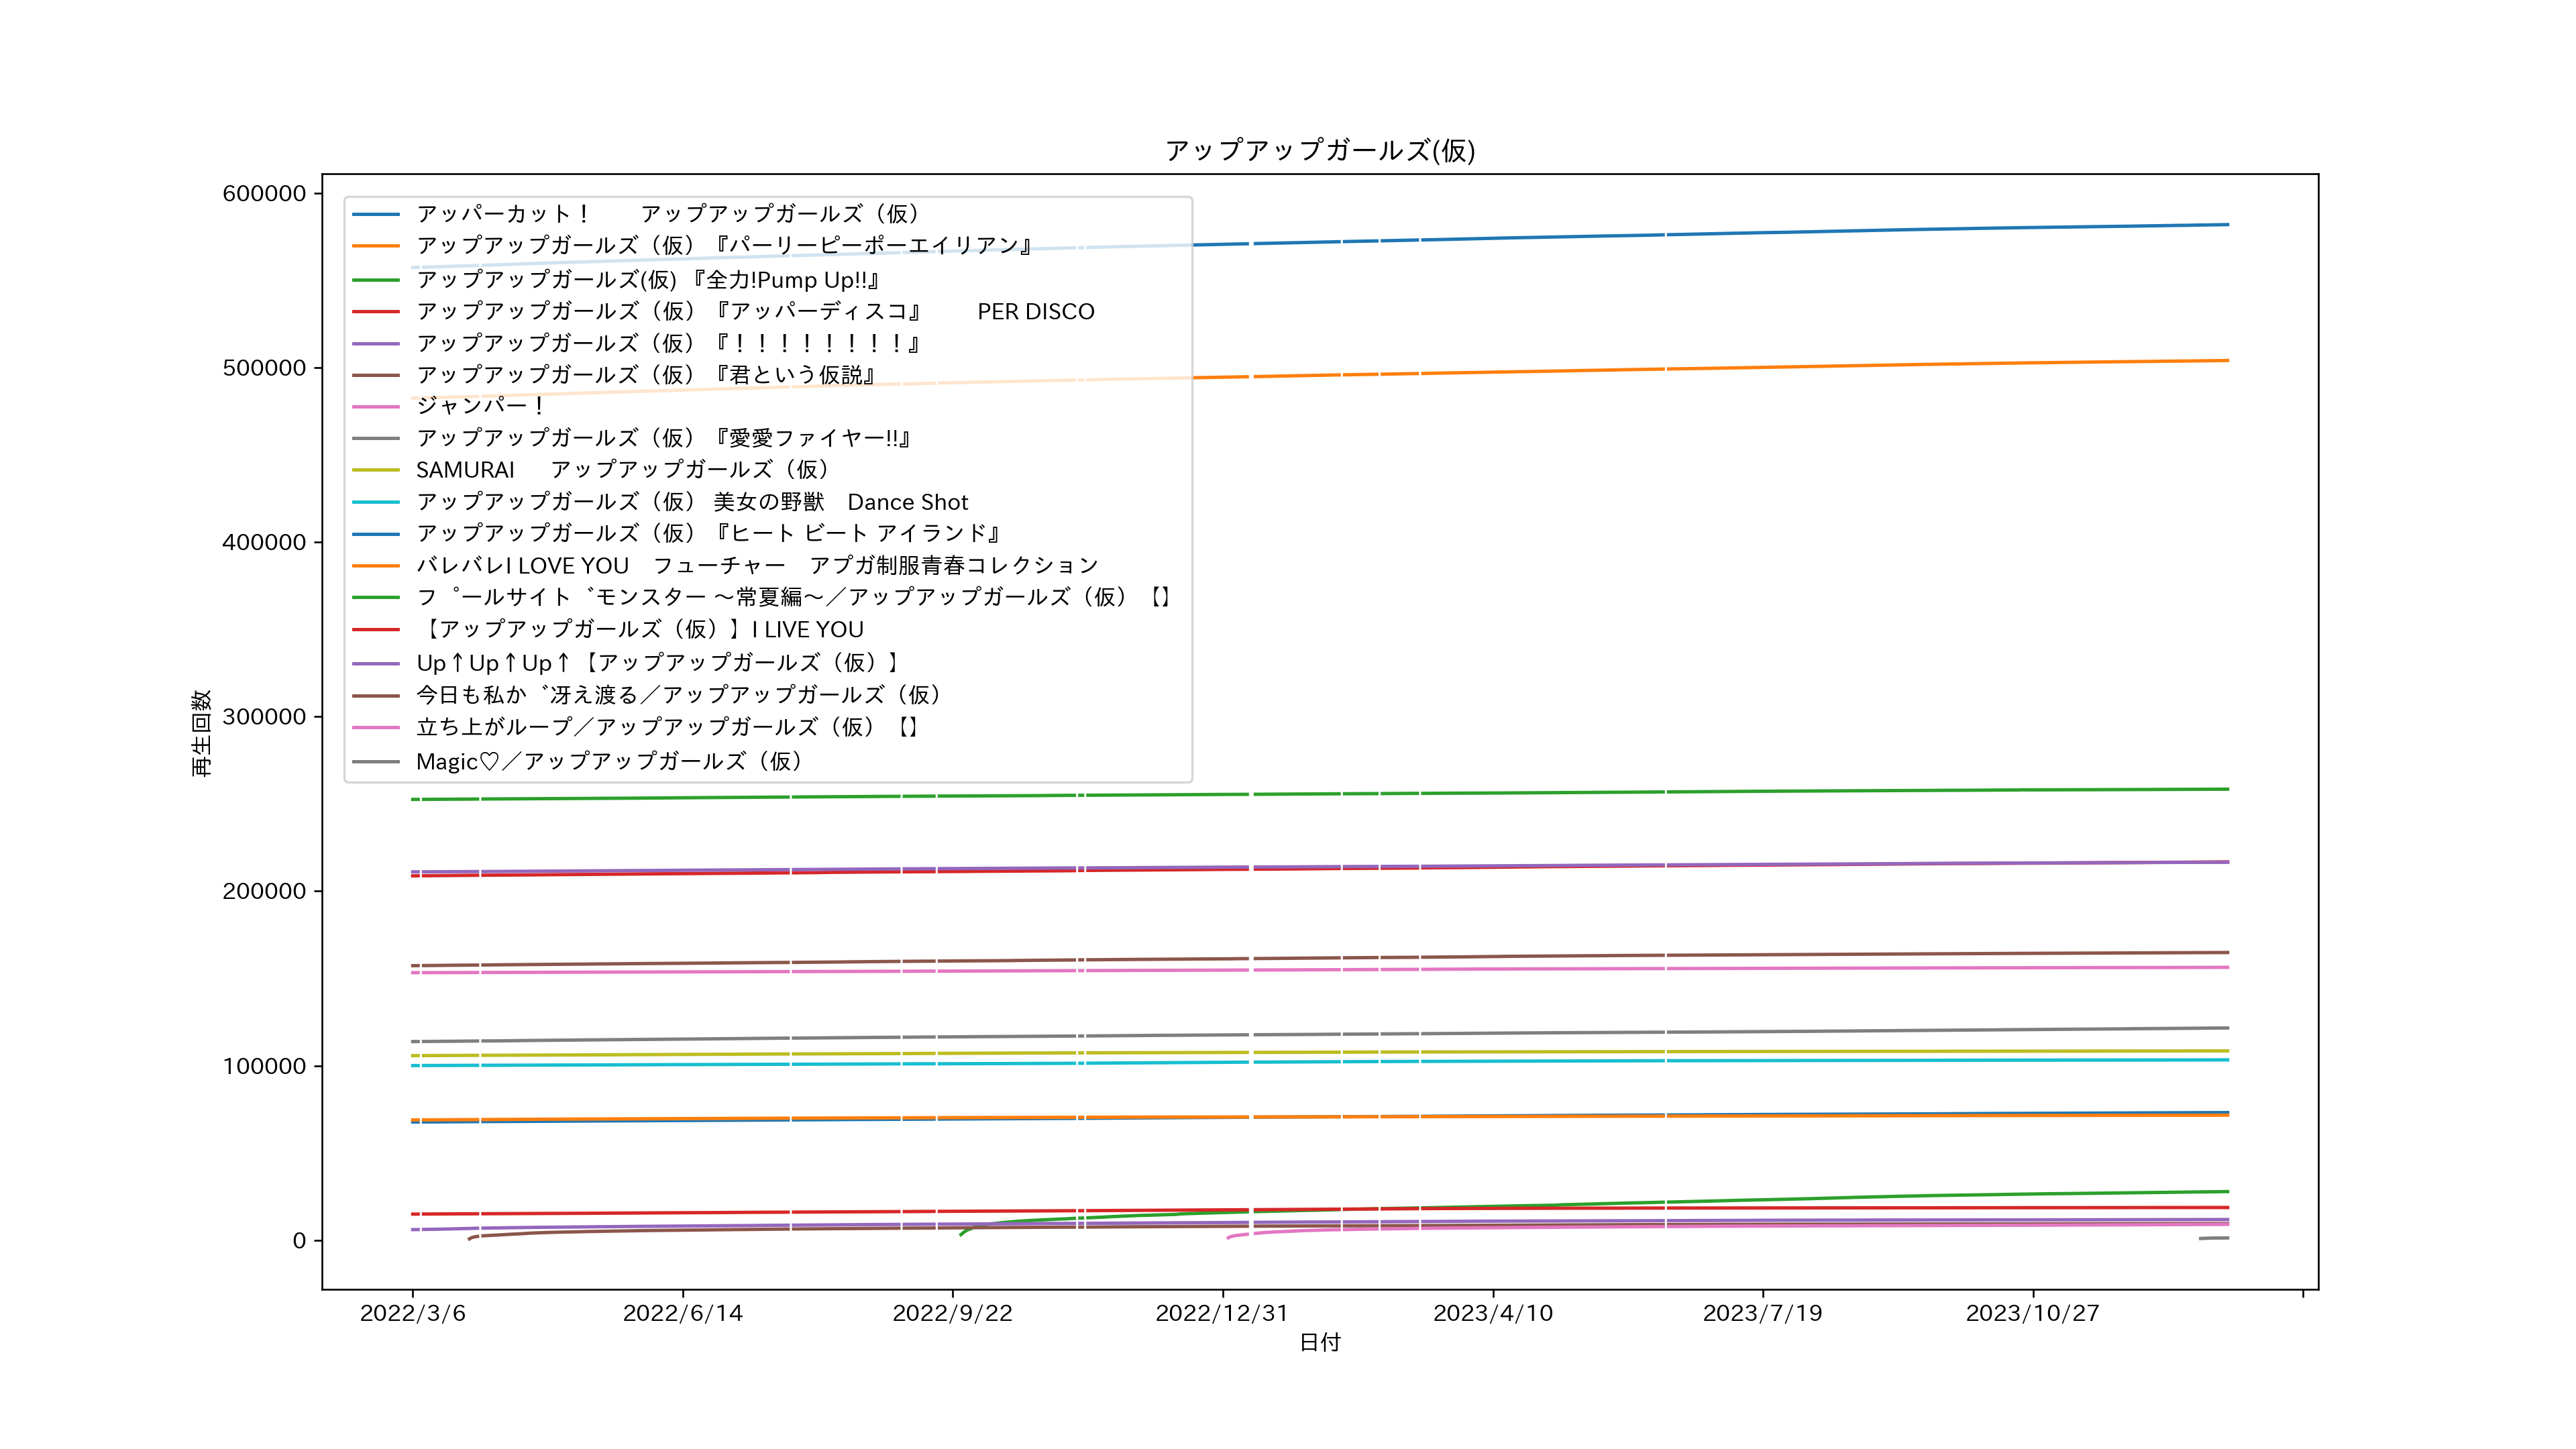 アップアップガールズ(仮)
600000
500000
400000
300000
200000
100000
0
再生回数
アッパーカット！　　アップアップガールズ（仮）
アップアップガールズ（仮）『パーリーピーポーエイリアン』
アップアップガールズ(仮) 『全力!Pump Up!!』
アップアップガールズ（仮）『アッパーディスコ』　　PER DISCO
アップアップガールズ（仮）『！！！！！！！！』
アップアップガールズ（仮）『君という仮説』
ジャンパー！
アップアップガールズ（仮）『愛愛ファイヤー!!』
SAMURAI　 アップアップガールズ（仮）
アップアップガールズ（仮） 美女の野獣　Dance Shot
アップアップガールズ（仮）『ヒート ビート アイランド』
バレバレI LOVE YOU　フューチャー　アプガ制服青春コレクション
フ゜ールサイト゛モンスター 〜常夏編〜／アップアップガールズ（仮）【】
【アップアップガールズ（仮）】I LIVE YOU
Up↑Up↑Up↑【アップアップガールズ（仮）】
今日も私か゛冴え渡る／アップアップガールズ（仮）
立ち上がループ／アップアップガールズ（仮）【】
Magic♡／アップアップガールズ（仮）
2022/3/6
2022/6/14
2022/9/22
2022/12/31
2023/4/10
2023/7/19
2023/10/27
日付